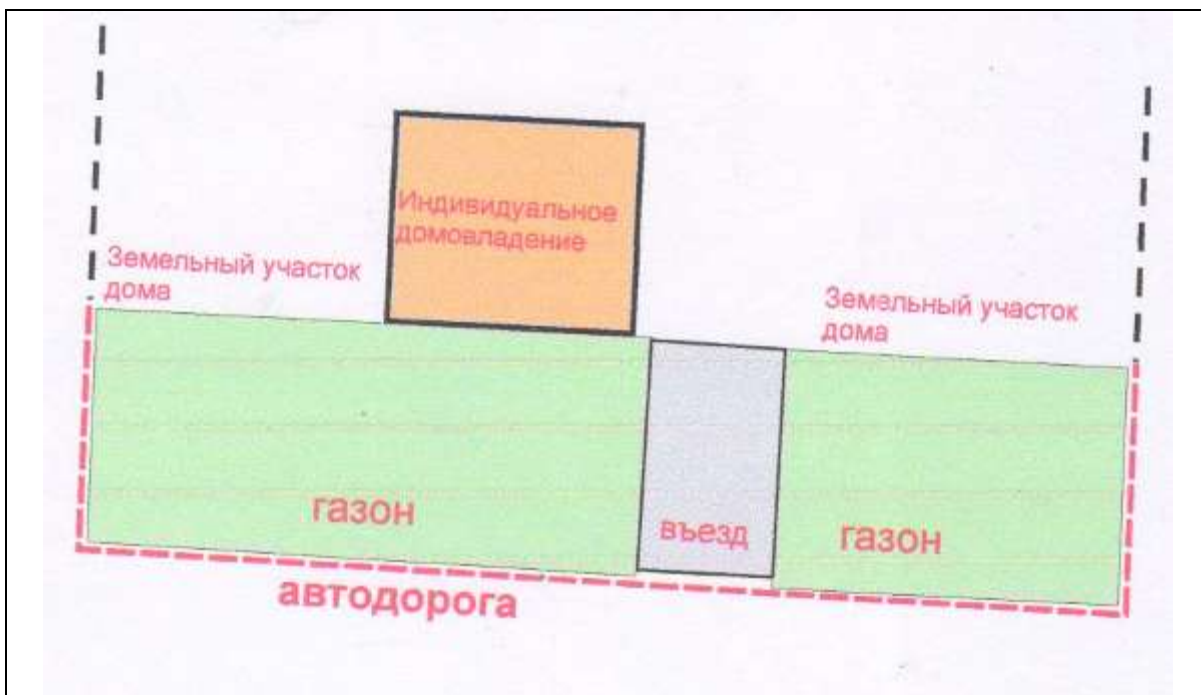 Индивидуальное
домовладение
Земельный участок
дома
Земельный участок
дома
газон
въезд
газон
автодорога